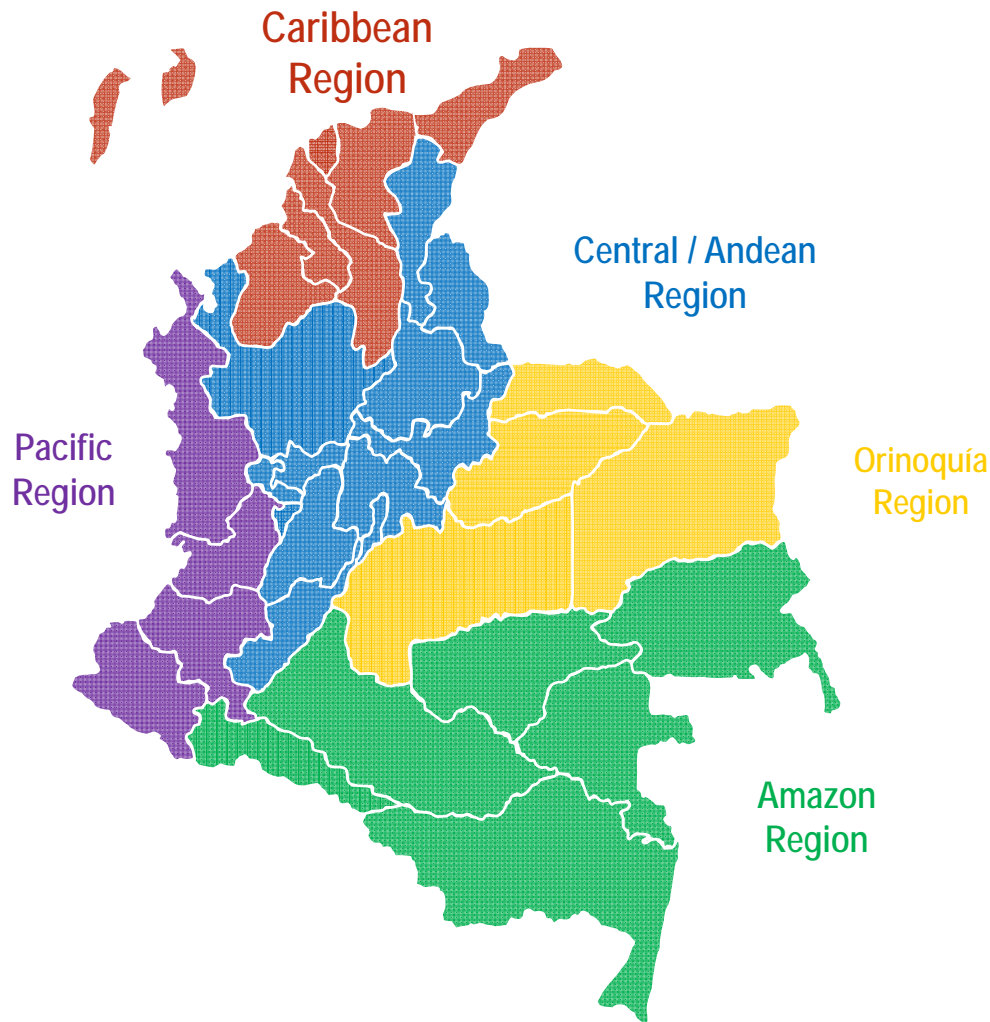 Caribbean
Region
Central / Andean
Region
Pacific
Region
Orinoquía
Region
Amazon
Region